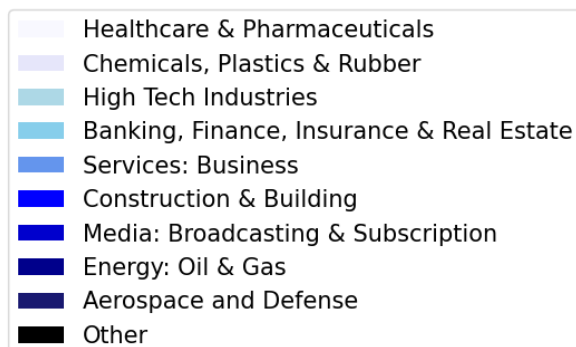 Healthcare & Pharmaceuticals
Chemicals, Plastics & Rubber
High Tech Industries
Banking, Finance, Insurance & Real Estate
Services: Business
Construction & Building
Media: Broadcasting & Subscription
Energy: Oil & Gas
Aerospace and Defense
Other